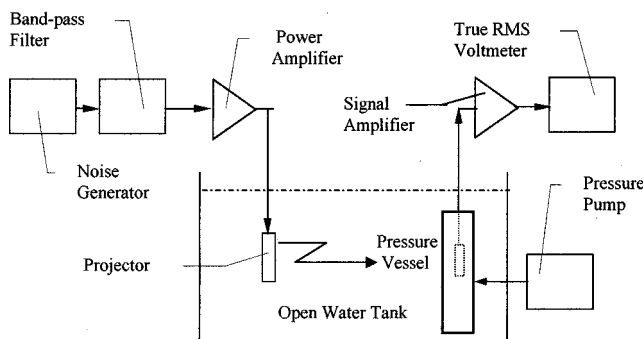 Band-pass
Filter
Power
Amplifier
True RMS
Voltmeter
Signal
Amplifier
Noise
Generator
Pressure
Pump
Projector
Pressure
Vessel
Open Water Tank